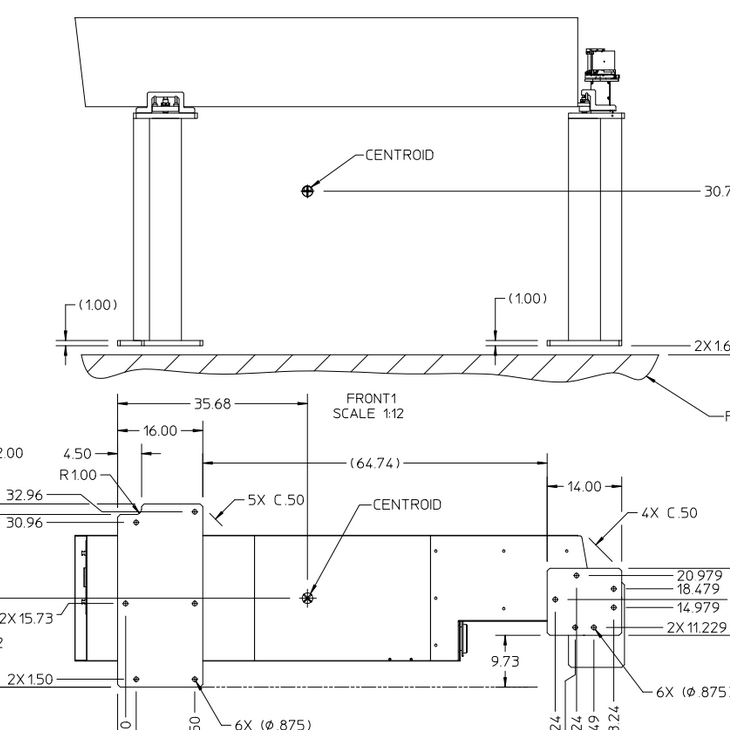 CENTROID
30.7
(1.00)
(1.00)
2X 1.6
FRONT1
SCALE 1:12
35.68
16.00
2.00
4.50
(64.74)
R1.00
14.00
32.96
5X C.50
CENTROID
4X C.50
30.96
20.979
18.479
14.979
2X 15.73
2X 11.229
9.73
2X 1.50
6X (Ø.875)
6X (Ø.875)
0
50
24
24
49
3.24